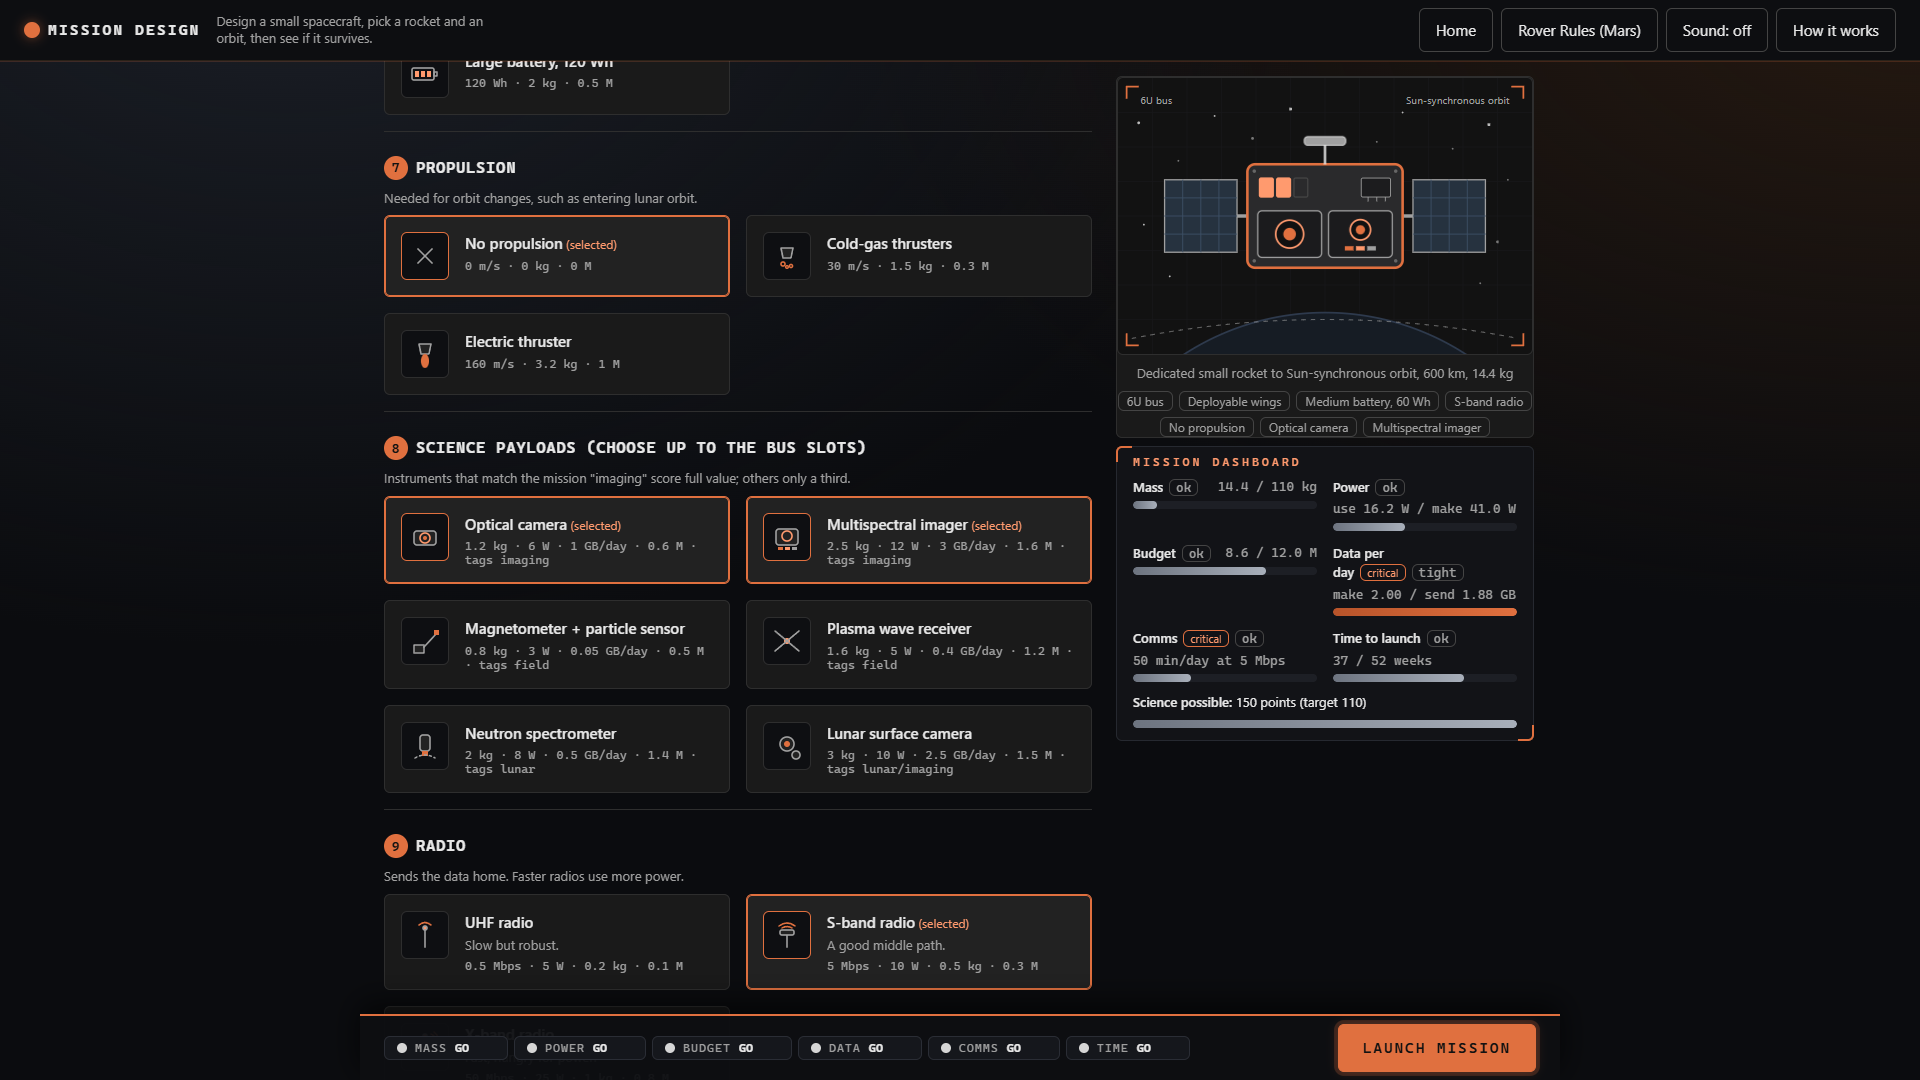 MISSION DESIGN
Design a small spacecraft, pick a rocket and an
orbit, then see if it survives.
Home
Rover Rules (Mars)
Sound: off
How it works
Large battery, 120 Wh
120 Wh · 2 kg · 0.5 M
7 PROPULSION
Needed for orbit changes, such as entering lunar orbit.
No propulsion (selected)
0 m/s · 0 kg · 0 M
Cold-gas thrusters
30 m/s · 1.5 kg · 0.3 M
Electric thruster
160 m/s · 3.2 kg · 1 M
8 SCIENCE PAYLOADS (CHOOSE UP TO THE BUS SLOTS)
Instruments that match the mission "imaging" score full value; others only a third.
Optical camera (selected)
1.2 kg · 6 W · 1 GB/day · 0.6 M ·
tags imaging
Multispectral imager (selected)
2.5 kg · 12 W · 3 GB/day · 1.6 M ·
tags imaging
Magnetometer + particle sensor
0.8 kg · 3 W · 0.05 GB/day · 0.5 M
· tags field
Plasma wave receiver
1.6 kg · 5 W · 0.4 GB/day · 1.2 M ·
tags field
Neutron spectrometer
2 kg · 8 W · 0.5 GB/day · 1.4 M ·
tags lunar
Lunar surface camera
3 kg · 10 W · 2.5 GB/day · 1.5 M ·
tags lunar/imaging
9 RADIO
Sends the data home. Faster radios use more power.
UHF radio
Slow but robust.
0.5 Mbps · 5 W · 0.2 kg · 0.1 M
S-band radio (selected)
A good middle path.
5 Mbps · 10 W · 0.5 kg · 0.3 M
X-band radio
6U bus
Sun-synchronous orbit
Dedicated small rocket to Sun-synchronous orbit, 600 km, 14.4 kg
6U bus
Deployable wings
Medium battery, 60 Wh
S-band radio
No propulsion
Optical camera
Multispectral imager
MISSION DASHBOARD
Mass ok 14.4 / 110 kg
Power ok
use 16.2 W / make 41.0 W
Budget ok 8.6 / 12.0 M
Data per
day critical tight
make 2.00 / send 1.88 GB
Comms critical ok
50 min/day at 5 Mbps
Time to launch ok
37 / 52 weeks
Science possible: 150 points (target 110)
MASS GO
POWER GO
BUDGET GO
DATA GO
COMMS GO
TIME GO
LAUNCH MISSION